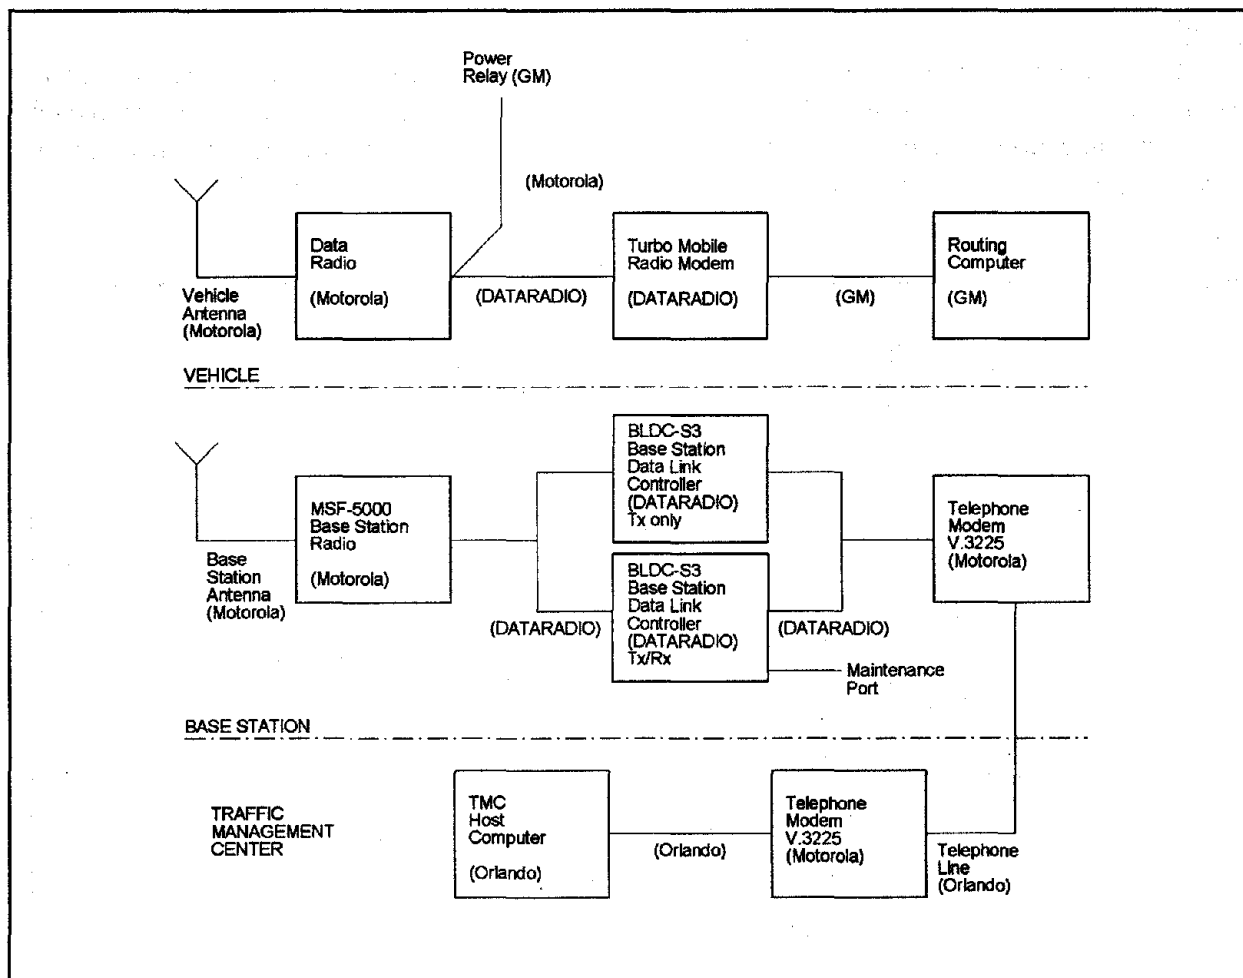 Power
Relay (GM)
(Motorola)
Data
Radio
(Motorola)
Turbo Mobile
Radio Modem
(DATARADIO)
Routing
Computer
(GM)
Vehicle
Antenna
(Motorola)
(DATARADIO)
(GM)
VEHICLE
BLDC-S3
Base Station
Data Link
Controller
(DATARADIO)
Tx only
MSF-5000
Base Station
Radio
(Motorola)
Telephone
Modem
V.3225
(Motorola)
Base
Station
Antenna
(Motorola)
BLDC-S3
Base Station
Data Link
Controller
(DATARADIO)
Tx/Rx
(DATARADIO)
(DATARADIO)
Maintenance
Port
BASE STATION
TRAFFIC
MANAGEMENT
CENTER
TMC
Host
Computer
(Orlando)
(Orlando)
Telephone
Modem
V.3225
(Motorola)
Telephone
Line
(Orlando)